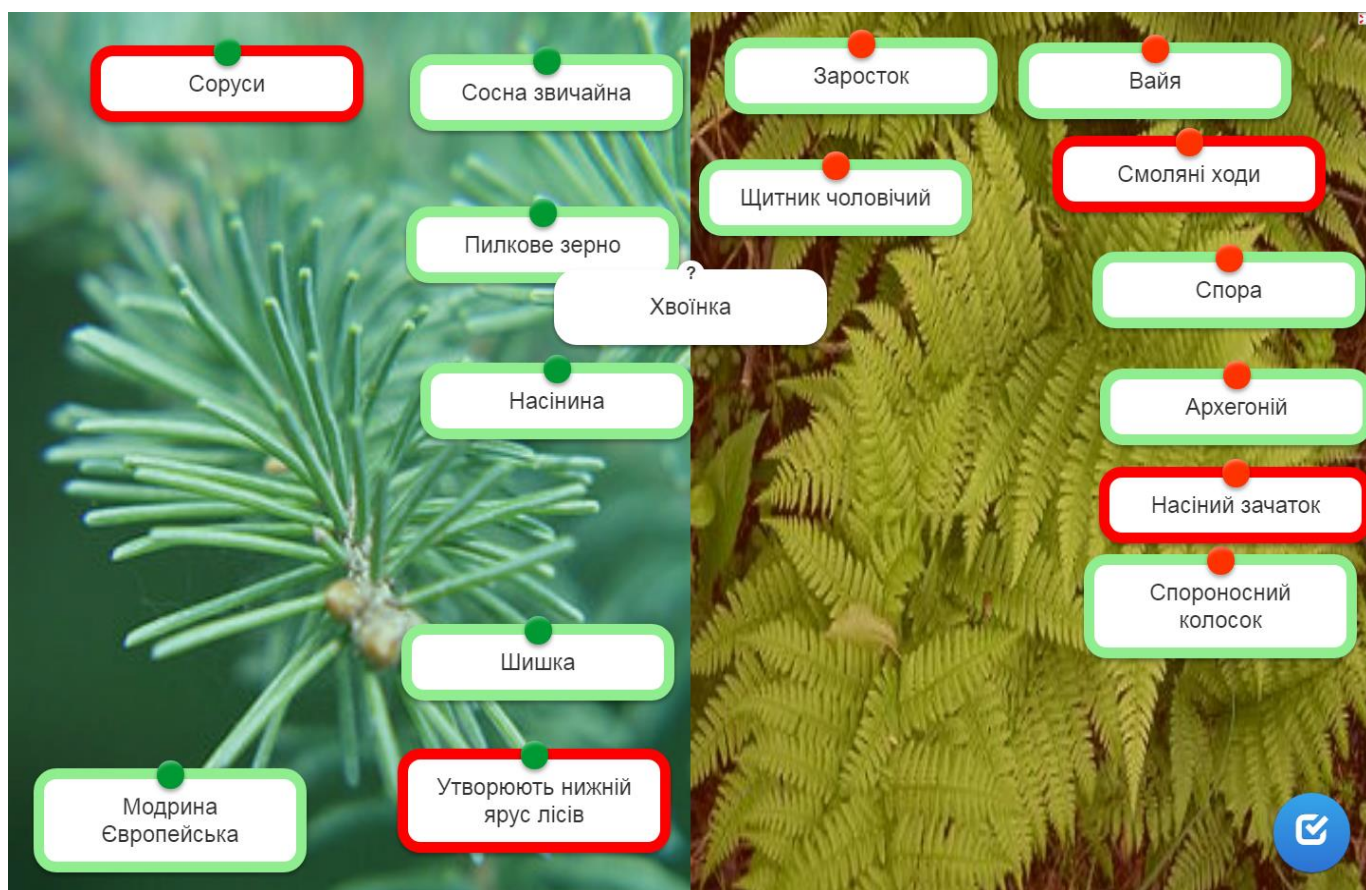 Соруси
Сосна звичайна
Пилкове зерно
?
Хвоїнка
Насінина
Шишка
Модрина
Європейська
Утворюють нижній
ярус лісів
Заросток
Вайя
Щитник чоловічий
Смоляні ходи
Спора
Архегоній
Насіний зачаток
Спороносний
колосок